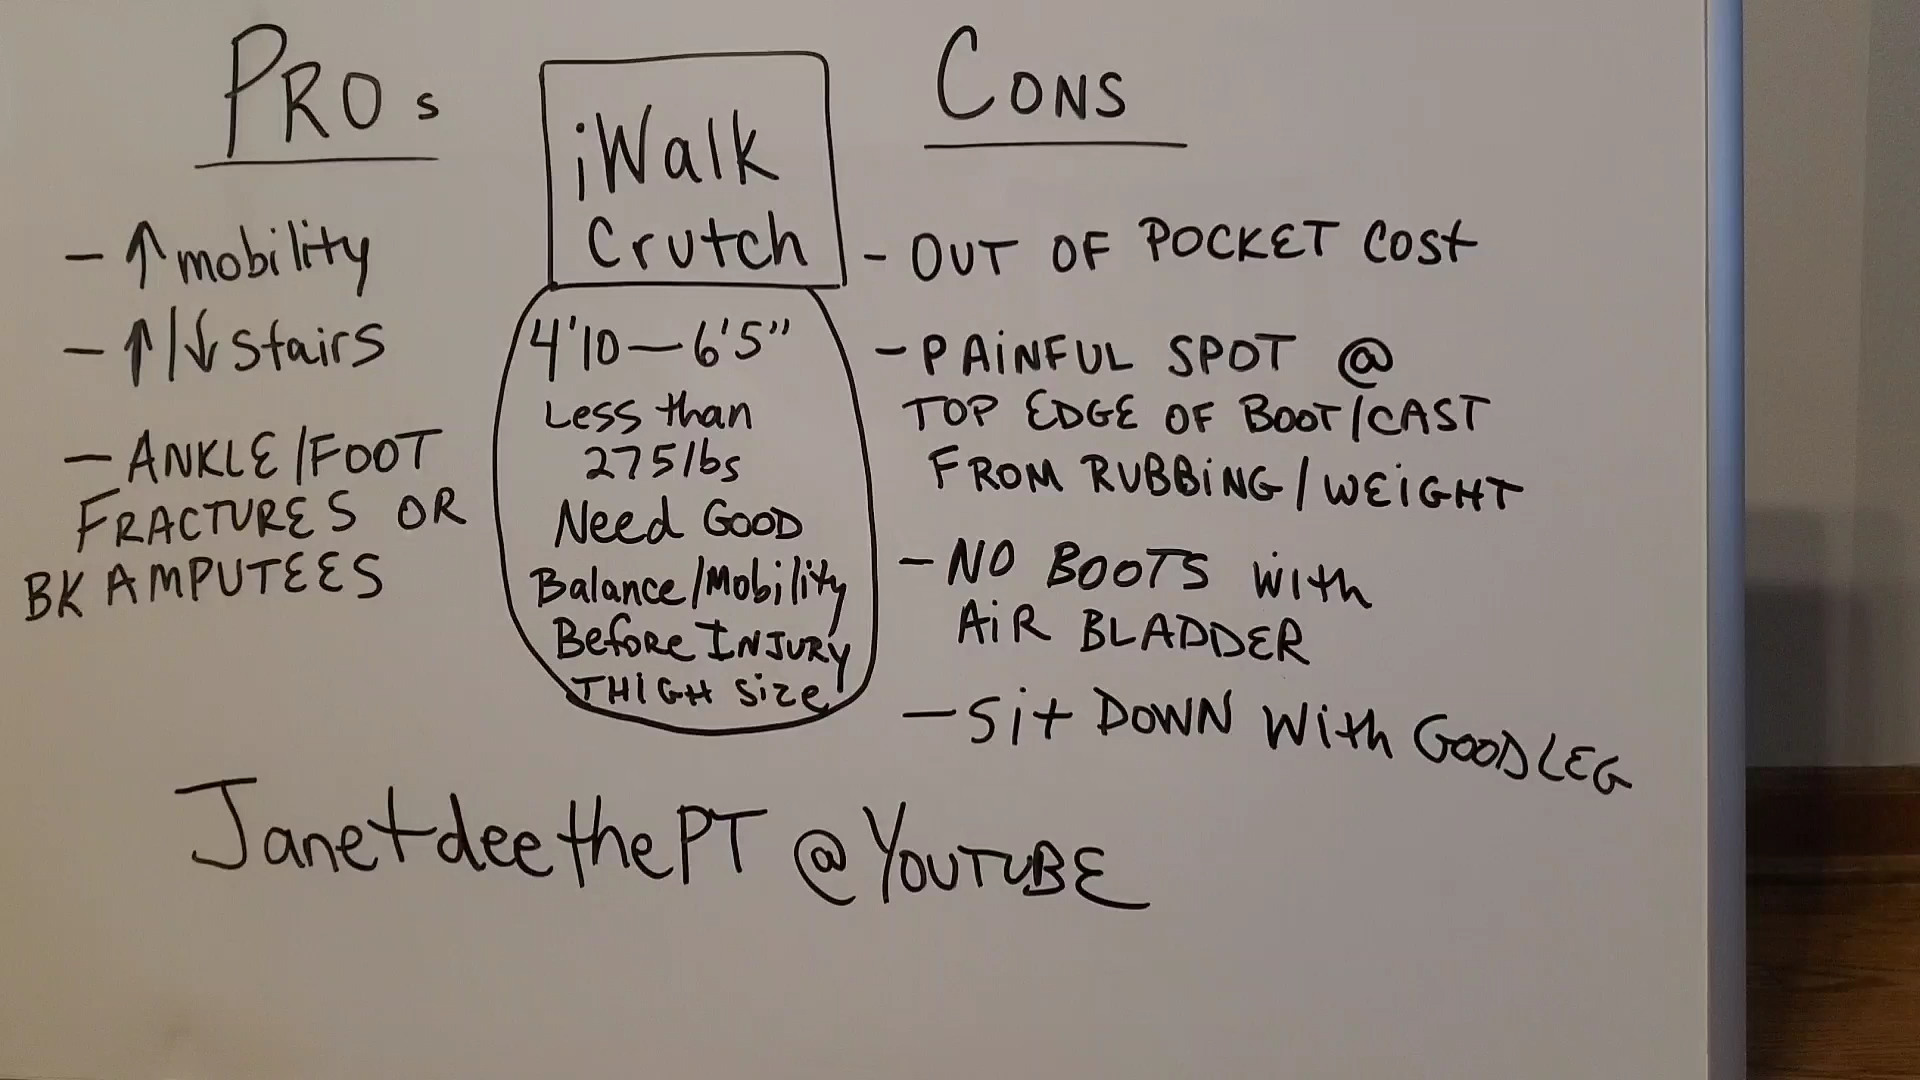 PROs
- ↑ mobility
- ↑/↓ stairs
- ANKLE/FOOT
FRACTURES OR
BK AMPUTEES
iWalk
Crutch
4'10—6'5"
Less than
275lbs
Need GOOD
Balance/Mobility
Before INJURY
THIGH Size
CONS
- OUT OF POCKET COST
- PAiNFUL SPOT @
TOP EDGE OF BOOT/CAST
FROM RUBBiNG/WEiGHT
- NO BOOTS with
AiR BLADDER
- Sit DOWN With GOOD LEG
JanetdeethePT @ YOUTUBE